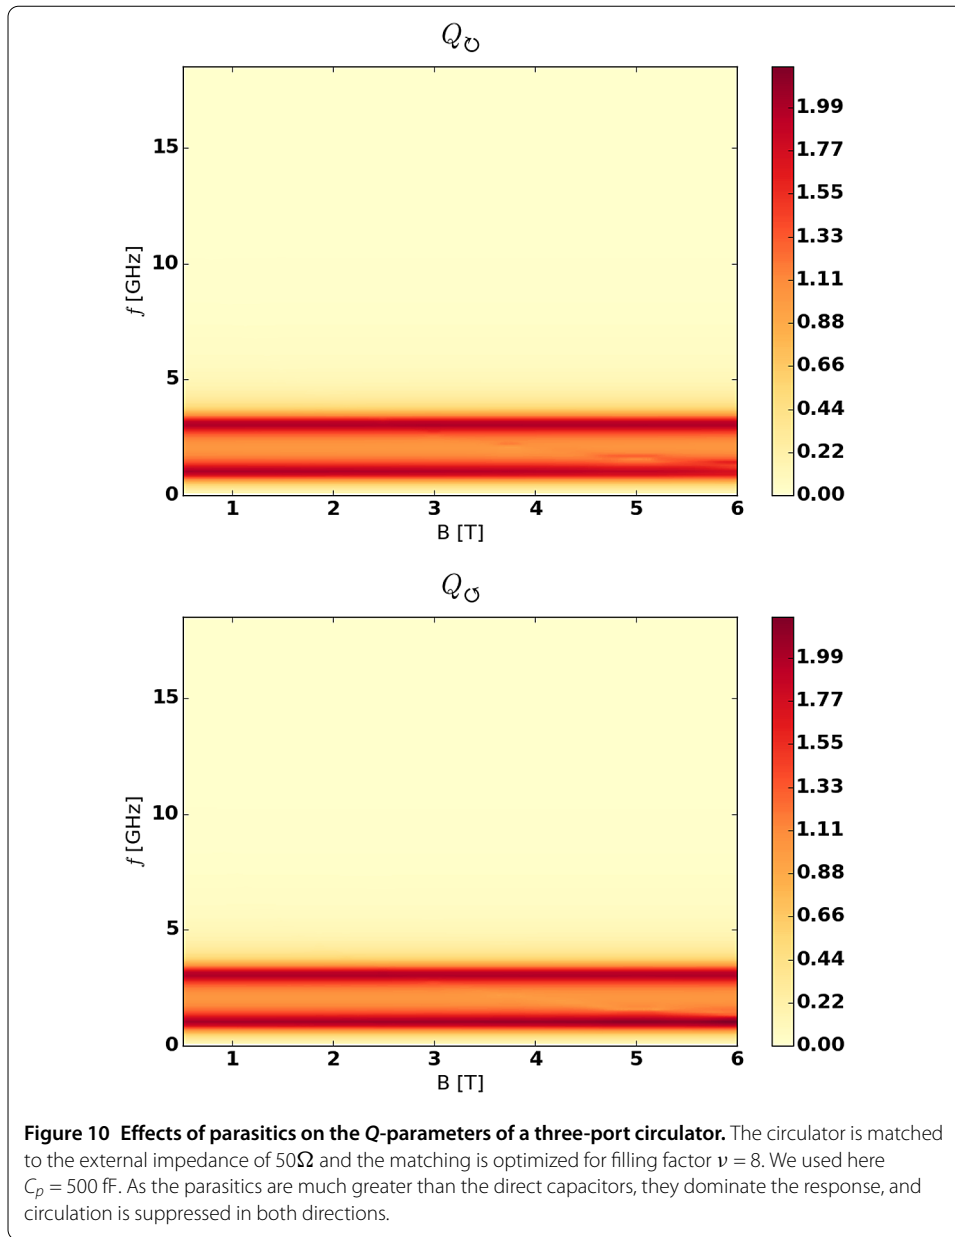 Q↻
15
10
5
0
f [GHz]
1 2 3 4 5 6
B [T]
1.99
1.77
1.55
1.33
1.11
0.88
0.66
0.44
0.22
0.00
Q↺
15
10
5
0
f [GHz]
1 2 3 4 5 6
B [T]
1.99
1.77
1.55
1.33
1.11
0.88
0.66
0.44
0.22
0.00
Figure 10 Effects of parasitics on the Q-parameters of a three-port circulator. The circulator is matched
to the external impedance of 50Ω and the matching is optimized for filling factor ν = 8. We used here
Cp = 500 fF. As the parasitics are much greater than the direct capacitors, they dominate the response, and
circulation is suppressed in both directions.